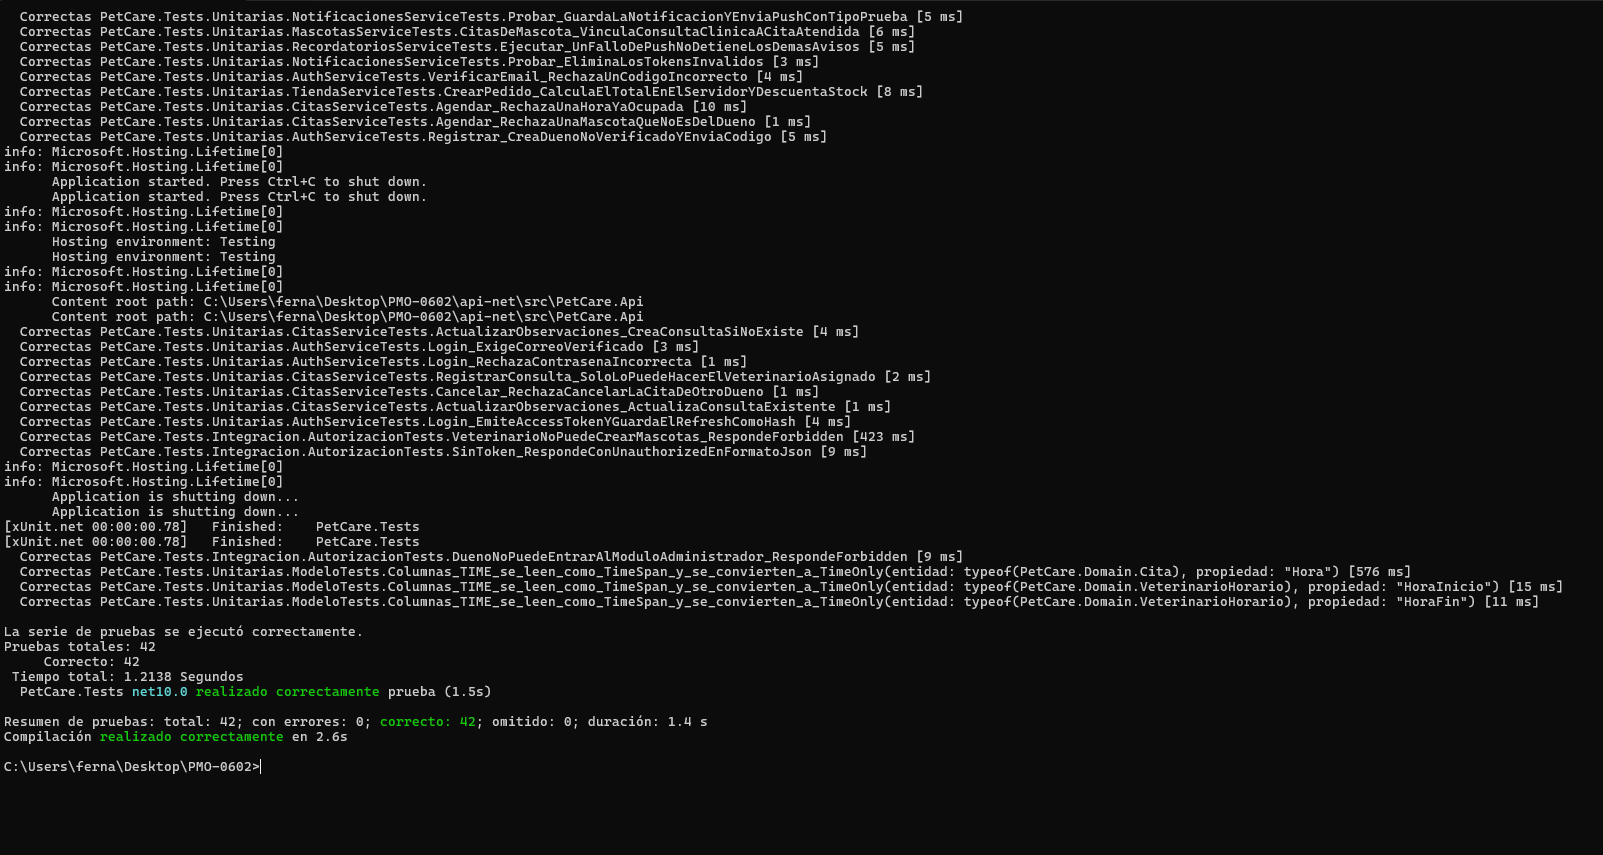 Correctas PetCare.Tests.Unitarias.NotificacionesServiceTests.Probar_GuardaLaNotificacionYEnviaPushConTipoPrueba [5 ms]
Correctas PetCare.Tests.Unitarias.MascotasServiceTests.CitasDeMascota_VinculaConsultaClinicaACitaAtendida [6 ms]
Correctas PetCare.Tests.Unitarias.RecordatoriosServiceTests.Ejecutar_UnFalloDePushNoDetieneLosDemasAvisos [5 ms]
Correctas PetCare.Tests.Unitarias.NotificacionesServiceTests.Probar_EliminaLosTokensInvalidos [3 ms]
Correctas PetCare.Tests.Unitarias.AuthServiceTests.VerificarEmail_RechazaUnCodigoIncorrecto [4 ms]
Correctas PetCare.Tests.Unitarias.TiendaServiceTests.CrearPedido_CalculaElTotalEnElServidorYDescuentaStock [8 ms]
Correctas PetCare.Tests.Unitarias.CitasServiceTests.Agendar_RechazaUnaHoraYaOcupada [10 ms]
Correctas PetCare.Tests.Unitarias.CitasServiceTests.Agendar_RechazaUnaMascotaQueNoEsDelDueno [1 ms]
Correctas PetCare.Tests.Unitarias.AuthServiceTests.Registrar_CreaDuenoNoVerificadoYEnviaCodigo [5 ms]
info: Microsoft.Hosting.Lifetime[0]
info: Microsoft.Hosting.Lifetime[0]
Application started. Press Ctrl+C to shut down.
Application started. Press Ctrl+C to shut down.
info: Microsoft.Hosting.Lifetime[0]
info: Microsoft.Hosting.Lifetime[0]
Hosting environment: Testing
Hosting environment: Testing
info: Microsoft.Hosting.Lifetime[0]
info: Microsoft.Hosting.Lifetime[0]
Content root path: C:\Users\ferna\Desktop\PMO-0602\api-net\src\PetCare.Api
Content root path: C:\Users\ferna\Desktop\PMO-0602\api-net\src\PetCare.Api
Correctas PetCare.Tests.Unitarias.CitasServiceTests.ActualizarObservaciones_CreaConsultaSiNoExiste [4 ms]
Correctas PetCare.Tests.Unitarias.AuthServiceTests.Login_ExigeCorreoVerificado [3 ms]
Correctas PetCare.Tests.Unitarias.AuthServiceTests.Login_RechazaContrasenaIncorrecta [1 ms]
Correctas PetCare.Tests.Unitarias.CitasServiceTests.RegistrarConsulta_SoloLoPuedeHacerElVeterinarioAsignado [2 ms]
Correctas PetCare.Tests.Unitarias.CitasServiceTests.Cancelar_RechazaCancelarLaCitaDeOtroDueno [1 ms]
Correctas PetCare.Tests.Unitarias.CitasServiceTests.ActualizarObservaciones_ActualizaConsultaExistente [1 ms]
Correctas PetCare.Tests.Unitarias.AuthServiceTests.Login_EmiteAccessTokenYGuardaElRefreshComoHash [4 ms]
Correctas PetCare.Tests.Integracion.AutorizacionTests.VeterinarioNoPuedeCrearMascotas_RespondeForbidden [423 ms]
Correctas PetCare.Tests.Integracion.AutorizacionTests.SinToken_RespondeConUnauthorizedEnFormatoJson [9 ms]
info: Microsoft.Hosting.Lifetime[0]
info: Microsoft.Hosting.Lifetime[0]
Application is shutting down...
Application is shutting down...
[xUnit.net 00:00:00.78]   Finished:    PetCare.Tests
[xUnit.net 00:00:00.78]   Finished:    PetCare.Tests
Correctas PetCare.Tests.Integracion.AutorizacionTests.DuenoNoPuedeEntrarAlModuloAdministrador_RespondeForbidden [9 ms]
Correctas PetCare.Tests.Unitarias.ModeloTests.Columnas_TIME_se_leen_como_TimeSpan_y_se_convierten_a_TimeOnly(entidad: typeof(PetCare.Domain.Cita), propiedad: "Hora") [576 ms]
Correctas PetCare.Tests.Unitarias.ModeloTests.Columnas_TIME_se_leen_como_TimeSpan_y_se_convierten_a_TimeOnly(entidad: typeof(PetCare.Domain.VeterinarioHorario), propiedad: "HoraInicio") [15 ms]
Correctas PetCare.Tests.Unitarias.ModeloTests.Columnas_TIME_se_leen_como_TimeSpan_y_se_convierten_a_TimeOnly(entidad: typeof(PetCare.Domain.VeterinarioHorario), propiedad: "HoraFin") [11 ms]
La serie de pruebas se ejecutó correctamente.
Pruebas totales: 42
Correcto: 42
Tiempo total: 1.2138 Segundos
PetCare.Tests net10.0 realizado correctamente prueba (1.5s)
Resumen de pruebas: total: 42; con errores: 0; correcto: 42; omitido: 0; duración: 1.4 s
Compilación realizado correctamente en 2.6s
C:\Users\ferna\Desktop\PMO-0602>